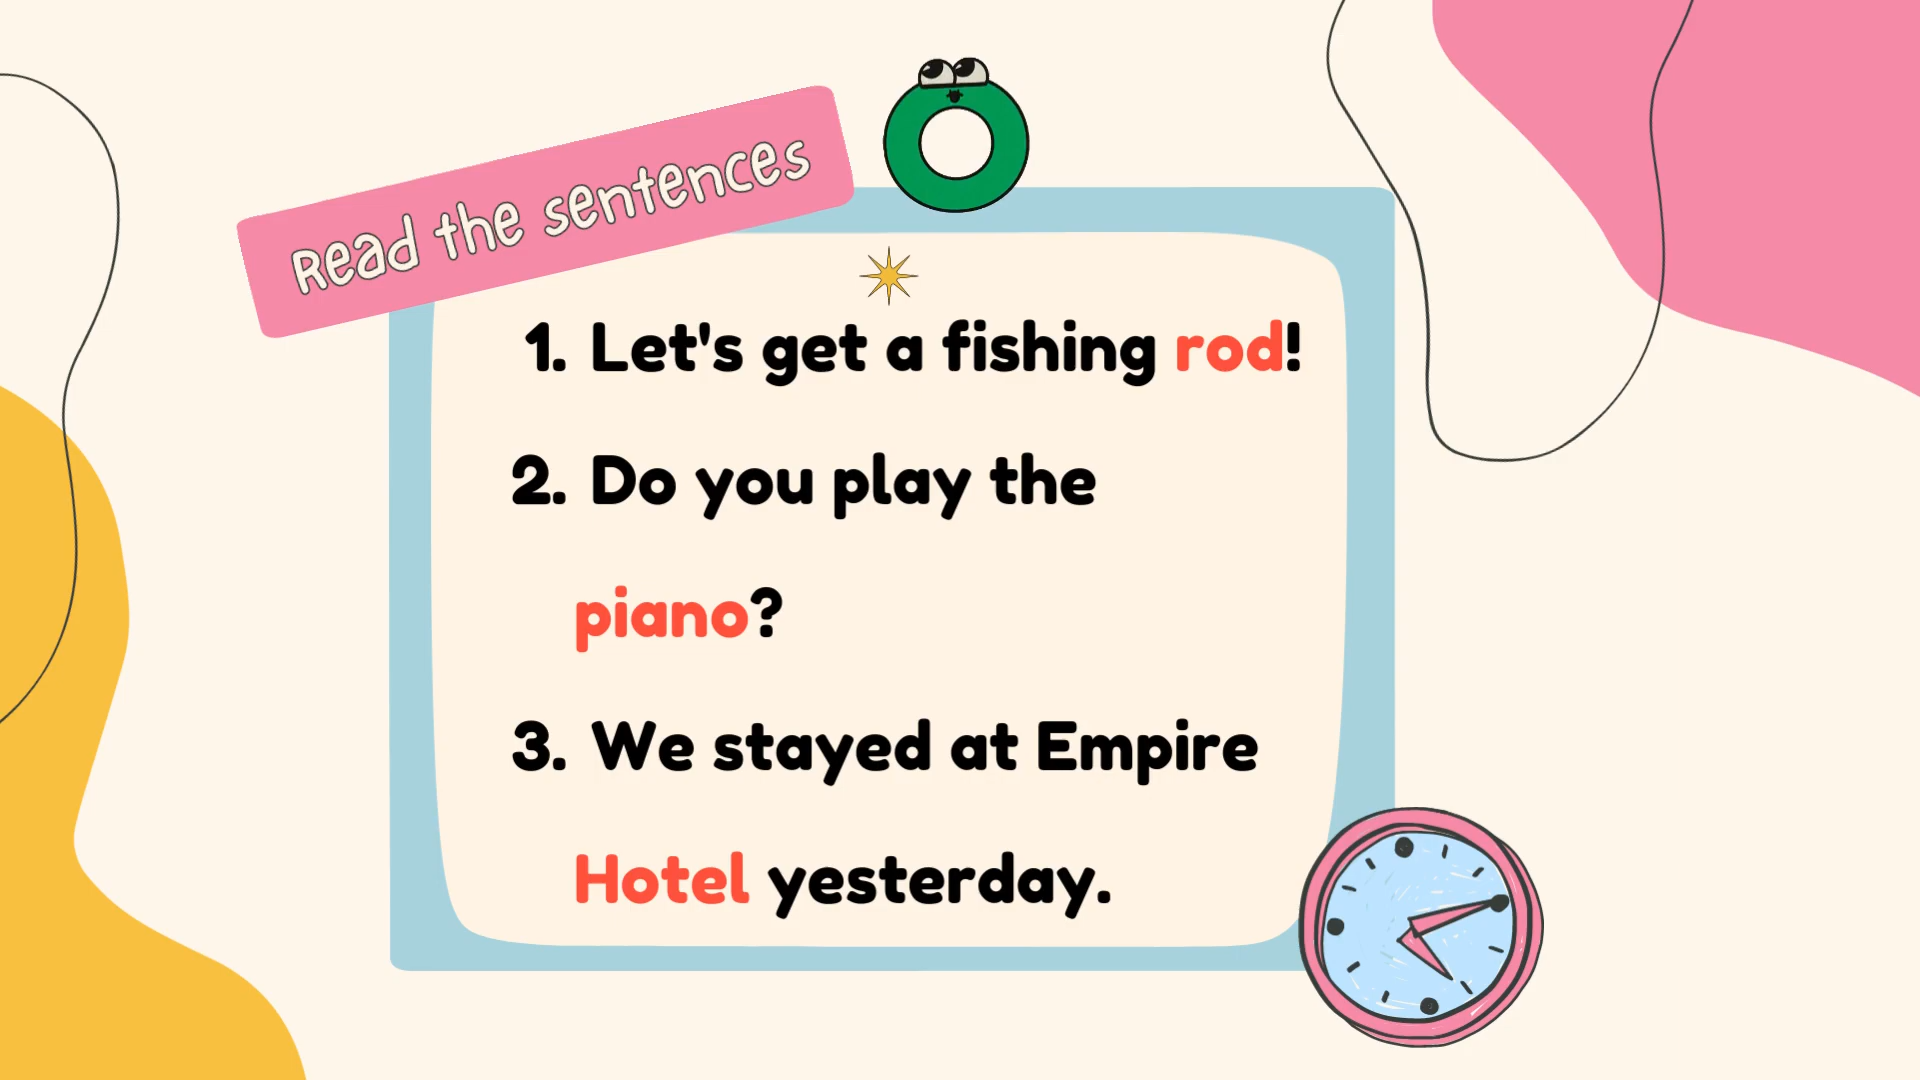 Read the sentences
1. Let's get a fishing rod!
2. Do you play the
piano?
3. We stayed at Empire
Hotel yesterday.